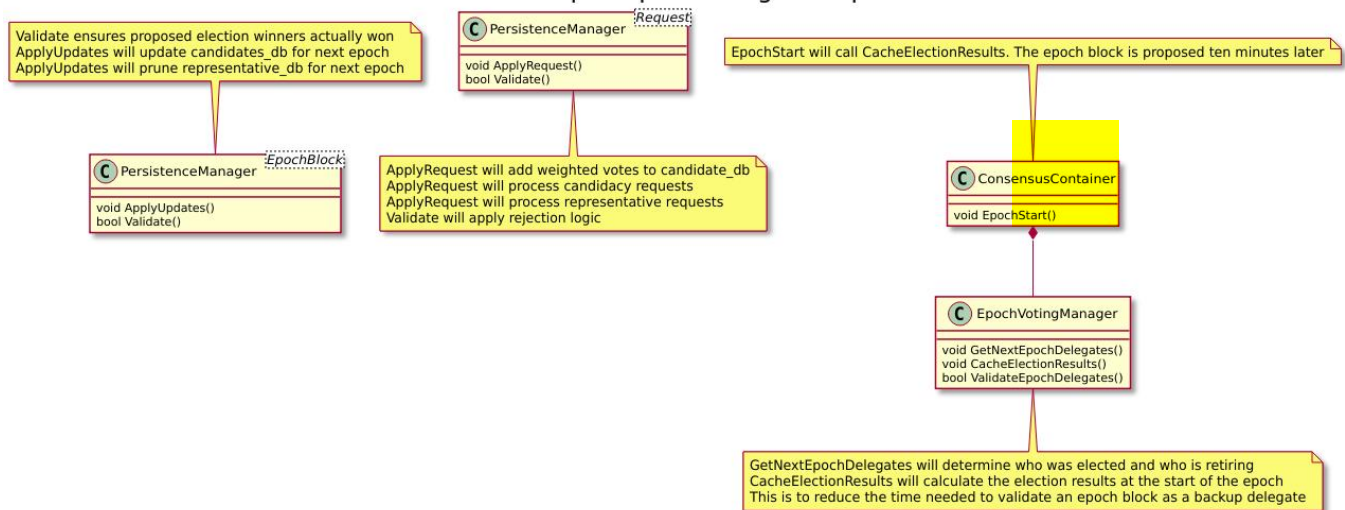 Validate ensures proposed election winners actually won
ApplyUpdates will update candidates_db for next epoch
ApplyUpdates will prune representative_db for next epoch
C PersistenceManager
EpochBlock
void ApplyUpdates()
bool Validate()
C PersistenceManager
Request
void ApplyRequest()
bool Validate()
ApplyRequest will add weighted votes to candidate_db
ApplyRequest will process candidacy requests
ApplyRequest will process representative requests
Validate will apply rejection logic
EpochStart will call CacheElectionResults. The epoch block is proposed ten minutes later
C ConsensusContainer
void EpochStart()
C EpochVotingManager
void GetNextEpochDelegates()
void CacheElectionResults()
bool ValidateEpochDelegates()
GetNextEpochDelegates will determine who was elected and who is retiring
CacheElectionResults will calculate the election results at the start of the epoch
This is to reduce the time needed to validate an epoch block as a backup delegate